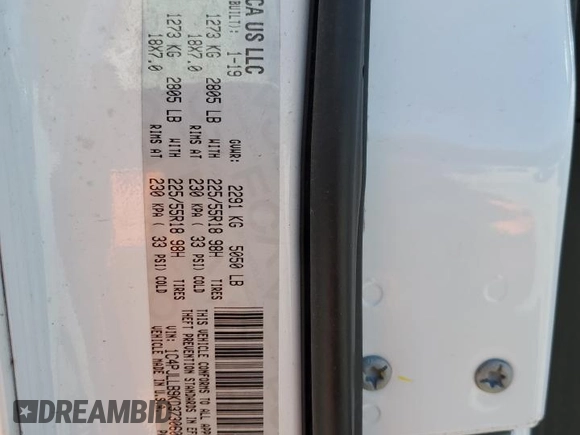 CA US LLC
BUILT): 1-19
GWWR: 2291 KG 5050 LB
1273 KG 2805 LB WITH 225/55R18 98H TIRES
18X7.0 RIMS AT 230 KPA ( 33 PSI) COLD
1273 KG 2805 LB WITH 225/55R18 98H TIRES
18X7.0 RIMS AT 230 KPA ( 33 PSI) COLD
THIS VEHICLE CONFORMS TO ALL APP
THEFT PREVENTION STANDARDS IN EF
VIN:
VEHICLE MADE IN U.S
DREAMBID